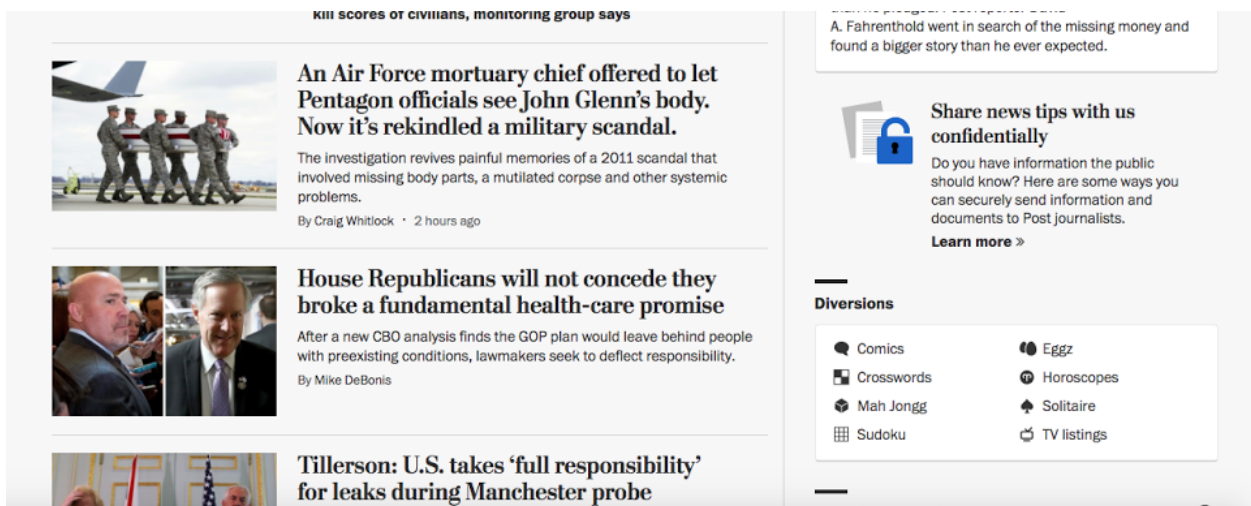 kill scores of civilians, monitoring group says
An Air Force mortuary chief offered to let
Pentagon officials see John Glenn's body.
Now it's rekindled a military scandal.
The investigation revives painful memories of a 2011 scandal that
involved missing body parts, a mutilated corpse and other systemic
problems.
By Craig Whitlock • 2 hours ago
House Republicans will not concede they
broke a fundamental health-care promise
After a new CBO analysis finds the GOP plan would leave behind people
with preexisting conditions, lawmakers seek to deflect responsibility.
By Mike DeBonis
Tillerson: U.S. takes ‘full responsibility’
for leaks during Manchester probe
A. Fahrenthold went in search of the missing money and
found a bigger story than he ever expected.
Share news tips with us
confidentially
Do you have information the public
should know? Here are some ways you
can securely send information and
documents to Post journalists.
Learn more »
Diversions
Comics
Eggz
Crosswords
Horoscopes
Mah Jongg
Solitaire
Sudoku
TV listings